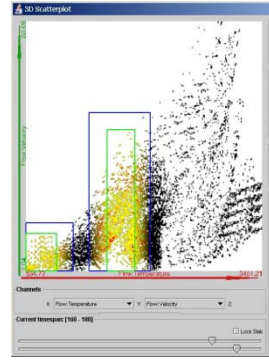 3D Scatterplot
Flow:Velocity
Flow:Temperature
Channels
X: Flow:Temperature Y: Flow:Velocity Z:
Current timespan: [160 - 180]
Lock Slab